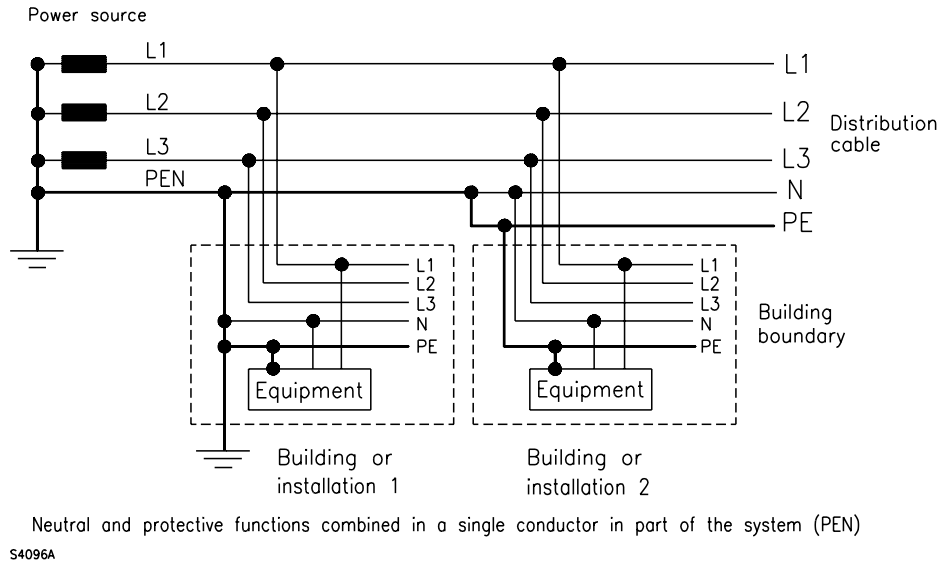 Power source
L1
L1
L2
L2
Distribution
cable
L3
L3
PEN
N
PE
L1
L2
L3
N
PE
Equipment
L1
L2
L3
N
PE
Equipment
Building
boundary
Building or
installation 1
Building or
installation 2
Neutral and protective functions combined in a single conductor in part of the system (PEN)
S4096A